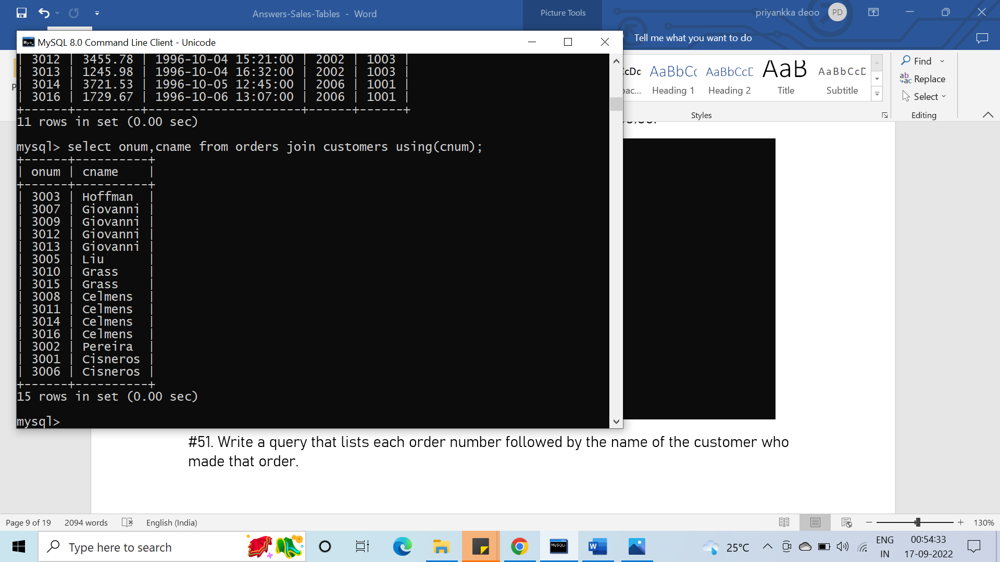 Answers-Sales-Tables - Word
Picture Tools
priyankka deoo
PD
Tell me what you want to do
MySQL 8.0 Command Line Client - Unicode
| 3012 | 3455.78 | 1996-10-04 15:21:00 | 2002 | 1003 |
| 3013 | 1245.98 | 1996-10-04 16:32:00 | 2002 | 1003 |
| 3014 | 3721.53 | 1996-10-05 12:45:00 | 2006 | 1001 |
| 3016 | 1729.67 | 1996-10-06 13:07:00 | 2006 | 1001 |
+------+---------+---------------------+------+------+
11 rows in set (0.00 sec)
mysql> select onum,cname from orders join customers using(cnum);
+------+----------+
| onum | cname    |
+------+----------+
| 3003 | Hoffman  |
| 3007 | Giovanni |
| 3009 | Giovanni |
| 3012 | Giovanni |
| 3013 | Giovanni |
| 3005 | Liu      |
| 3010 | Grass    |
| 3015 | Grass    |
| 3008 | Celmens  |
| 3011 | Celmens  |
| 3014 | Celmens  |
| 3016 | Celmens  |
| 3002 | Pereira  |
| 3001 | Cisneros |
| 3006 | Cisneros |
+------+----------+
15 rows in set (0.00 sec)
mysql>
AaBbCc AaBbCcD AaB AaBbCcD
Heading 1 Heading 2 Title Subtitle
Styles
Find
Replace
Select
Editing
#51. Write a query that lists each order number followed by the name of the customer who
made that order.
Page 9 of 19 2094 words English (India) 130%
Type here to search
MySQL>
25°C
ENG
IN
00:54:33
17-09-2022